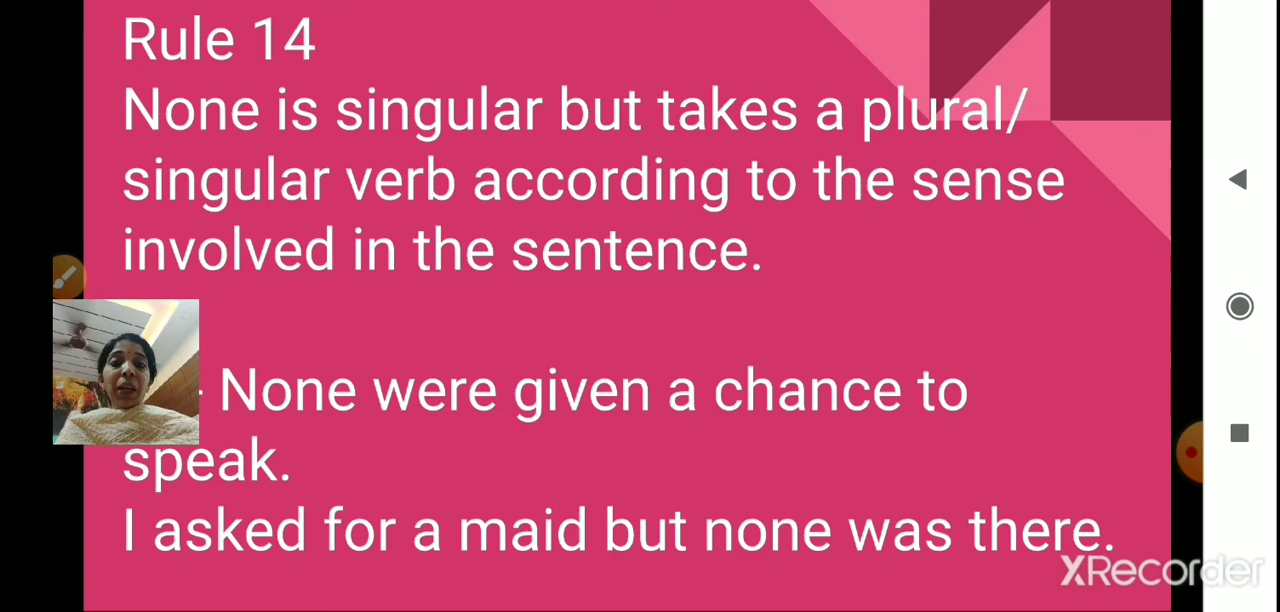 Rule 14
None is singular but takes a plural/
singular verb according to the sense
involved in the sentence.
- None were given a chance to
speak.
I asked for a maid but none was there.
XRecorder